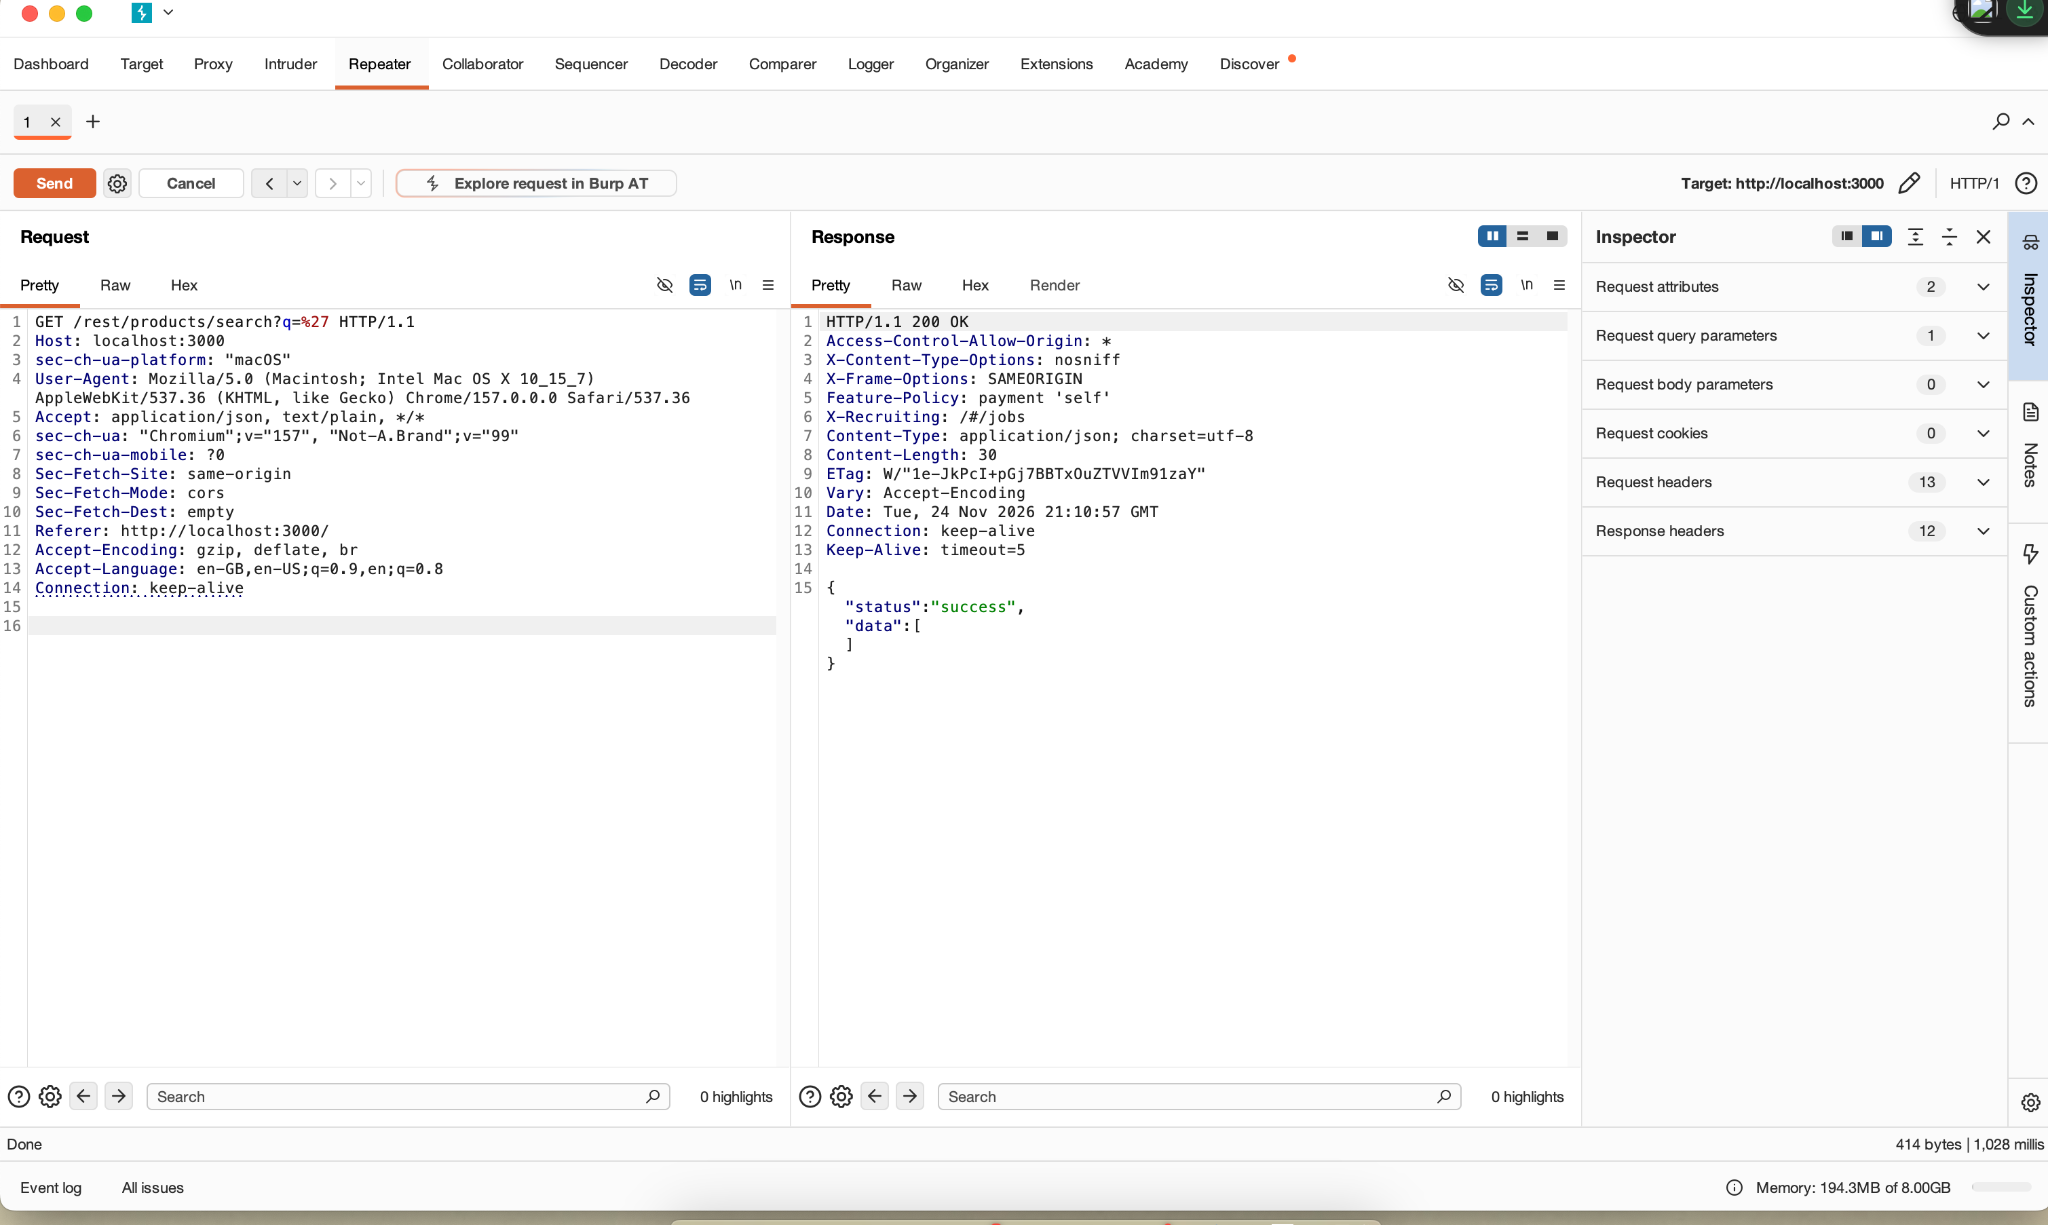 Dashboard Target Proxy Intruder Repeater Collaborator Sequencer Decoder Comparer Logger Organizer Extensions Academy Discover
1
Send Cancel Explore request in Burp AT Target: http://localhost:3000 HTTP/1
Request
Pretty Raw Hex \n
1 GET /rest/products/search?q=%27 HTTP/1.1
2 Host: localhost:3000
3 sec-ch-ua-platform: "macOS"
4 User-Agent: Mozilla/5.0 (Macintosh; Intel Mac OS X 10_15_7)
AppleWebKit/537.36 (KHTML, like Gecko) Chrome/157.0.0.0 Safari/537.36
5 Accept: application/json, text/plain, */*
6 sec-ch-ua: "Chromium";v="157", "Not-A.Brand";v="99"
7 sec-ch-ua-mobile: ?0
8 Sec-Fetch-Site: same-origin
9 Sec-Fetch-Mode: cors
10 Sec-Fetch-Dest: empty
11 Referer: http://localhost:3000/
12 Accept-Encoding: gzip, deflate, br
13 Accept-Language: en-GB,en-US;q=0.9,en;q=0.8
14 Connection: keep-alive
15
16
Search 0 highlights
Response
Pretty Raw Hex Render \n
1 HTTP/1.1 200 OK
2 Access-Control-Allow-Origin: *
3 X-Content-Type-Options: nosniff
4 X-Frame-Options: SAMEORIGIN
5 Feature-Policy: payment 'self'
6 X-Recruiting: /#/jobs
7 Content-Type: application/json; charset=utf-8
8 Content-Length: 30
9 ETag: W/"1e-JkPcI+pGj7BBTxOuZTVVIm91zaY"
10 Vary: Accept-Encoding
11 Date: Tue, 24 Nov 2026 21:10:57 GMT
12 Connection: keep-alive
13 Keep-Alive: timeout=5
14
15 {
"status":"success",
"data":[
]
}
Search 0 highlights
Inspector
Request attributes 2
Request query parameters 1
Request body parameters 0
Request cookies 0
Request headers 13
Response headers 12
Inspector
Notes
Custom actions
Done 414 bytes | 1,028 millis
Event log All issues Memory: 194.3MB of 8.00GB